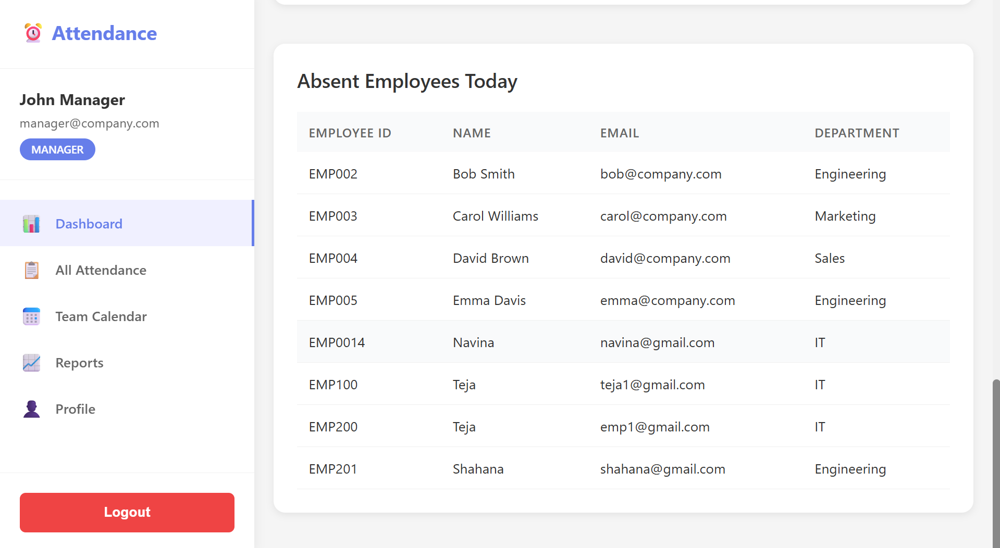 Attendance
John Manager
manager@company.com
MANAGER
Dashboard
All Attendance
Team Calendar
Reports
Profile
Logout
Absent Employees Today
EMPLOYEE ID NAME EMAIL DEPARTMENT
EMP002 Bob Smith bob@company.com Engineering
EMP003 Carol Williams carol@company.com Marketing
EMP004 David Brown david@company.com Sales
EMP005 Emma Davis emma@company.com Engineering
EMP0014 Navina navina@gmail.com IT
EMP100 Teja teja1@gmail.com IT
EMP200 Teja emp1@gmail.com IT
EMP201 Shahana shahana@gmail.com Engineering